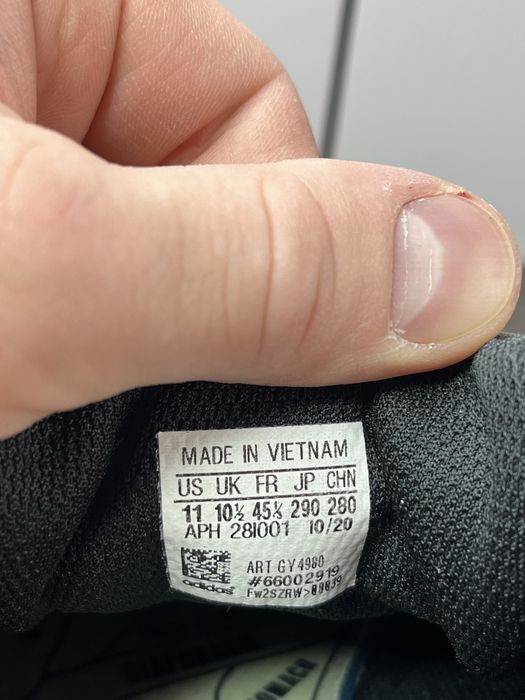 MADE IN VIETNAM
US UK FR JP CHN
11 10½ 45⅓ 290 280
APH 28I001 10/20
ART GY4980
#66002919
adidas